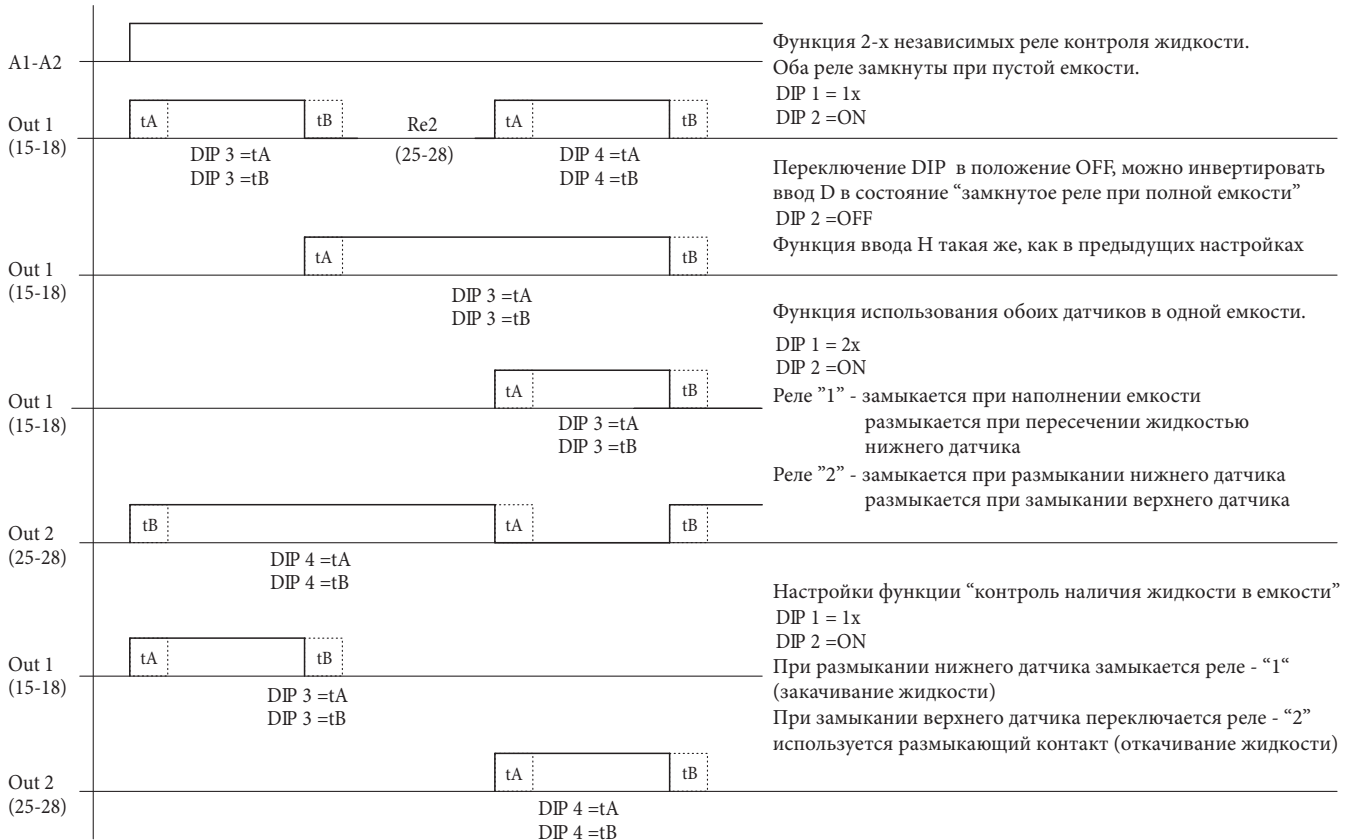 A1-A2
Функция 2-х независимых реле контроля жидкости.
Оба реле замкнуты при пустой емкости.
DIP 1 = 1x
DIP 2 =ON
Out 1
(15-18)
tA
tB
Re2
(25-28)
tA
tB
DIP 3 =tA
DIP 3 =tB
DIP 4 =tA
DIP 4 =tB
Переключение DIP в положение OFF, можно инвертировать
ввод D в состояние “замкнутое реле при полной емкости”
DIP 2 =OFF
Функция ввода H такая же, как в предыдущих настройках
Out 1
(15-18)
tA
tB
DIP 3 =tA
DIP 3 =tB
Функция использования обоих датчиков в одной емкости.
DIP 1 = 2x
DIP 2 =ON
Реле ”1” - замыкается при наполнении емкости
размыкается при пересечении жидкостью
нижнего датчика
Реле ”2” - замыкается при размыкании нижнего датчика
размыкается при замыкании верхнего датчика
Out 1
(15-18)
tA
tB
DIP 3 =tA
DIP 3 =tB
Out 2
(25-28)
tB
tA
tB
DIP 4 =tA
DIP 4 =tB
Настройки функции “контроль наличия жидкости в емкости”
DIP 1 = 1x
DIP 2 =ON
При размыкании нижнего датчика замыкается реле - “1“
(закачивание жидкости)
При замыкании верхнего датчика переключается реле - “2”
используется размыкающий контакт (откачивание жидкости)
Out 1
(15-18)
tA
tB
DIP 3 =tA
DIP 3 =tB
Out 2
(25-28)
tA
tB
DIP 4 =tA
DIP 4 =tB